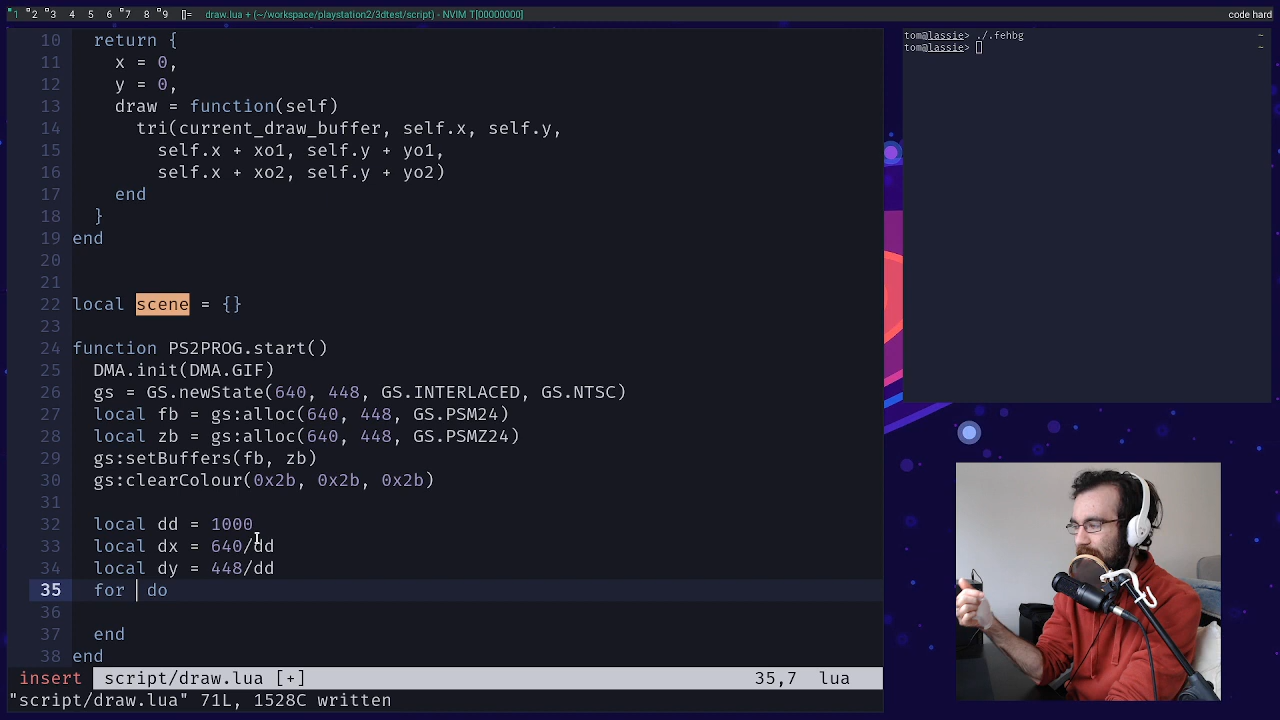 1 2 3 4 5 6 7 8 9 []= draw.lua + (~/workspace/playstation2/3dtest/script) - NVIM T[00000000] code hard
10 return {
11 x = 0,
12 y = 0,
13 draw = function(self)
14 tri(current_draw_buffer, self.x, self.y,
15 self.x + xo1, self.y + yo1,
16 self.x + xo2, self.y + yo2)
17 end
18 }
19 end
20
21
22 local scene = {}
23
24 function PS2PROG.start()
25 DMA.init(DMA.GIF)
26 gs = GS.newState(640, 448, GS.INTERLACED, GS.NTSC)
27 local fb = gs:alloc(640, 448, GS.PSM24)
28 local zb = gs:alloc(640, 448, GS.PSMZ24)
29 gs:setBuffers(fb, zb)
30 gs:clearColour(0x2b, 0x2b, 0x2b)
31
32 local dd = 1000
33 local dx = 640/dd
34 local dy = 448/dd
35 for do
36
37 end
38 end
insert script/draw.lua [+] 35,7 lua
"script/draw.lua" 71L, 1528C written
tom@lassie> ./.fehbg ~
tom@lassie> ~